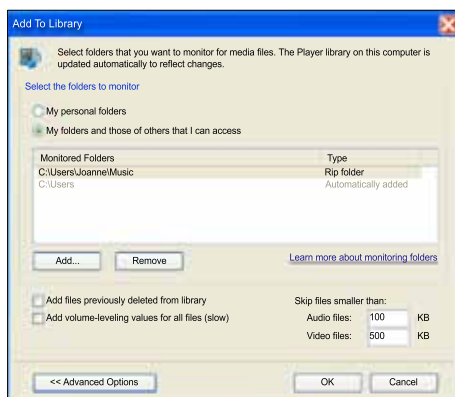 Add To Library
Select folders that you want to monitor for media files. The Player library on this computer is
updated automatically to reflect changes.
Select the folders to monitor
My personal folders
My folders and those of others that I can access
Monitored Folders Type
C:\Users\Joanne\Music Rip folder
C:\Users Automatically added
Add... Remove Learn more about monitoring folders
Add files previously deleted from library Skip files smaller than:
Add volume-leveling values for all files (slow) Audio files: 100 KB
Video files: 500 KB
<< Advanced Options OK Cancel